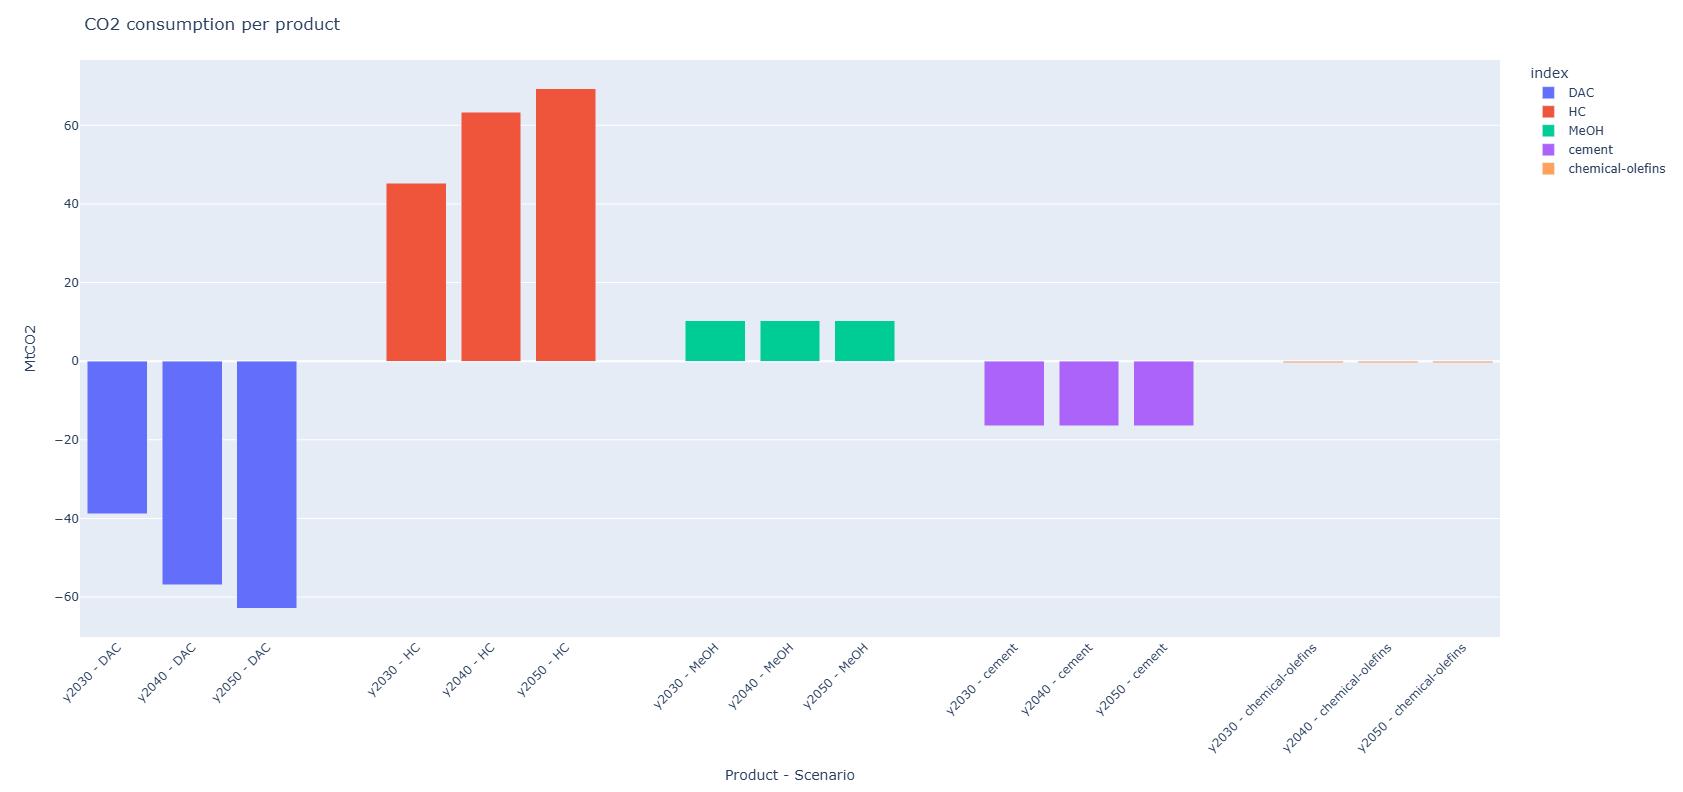 CO2 consumption per product
index
DAC
HC
MeOH
cement
chemical-olefins
MtCO2
60
40
20
0
−20
−40
−60
y2030 - DAC
y2040 - DAC
y2050 - DAC
y2030 - HC
y2040 - HC
y2050 - HC
y2030 - MeOH
y2040 - MeOH
y2050 - MeOH
y2030 - cement
y2040 - cement
y2050 - cement
y2030 - chemical-olefins
y2040 - chemical-olefins
y2050 - chemical-olefins
Product - Scenario